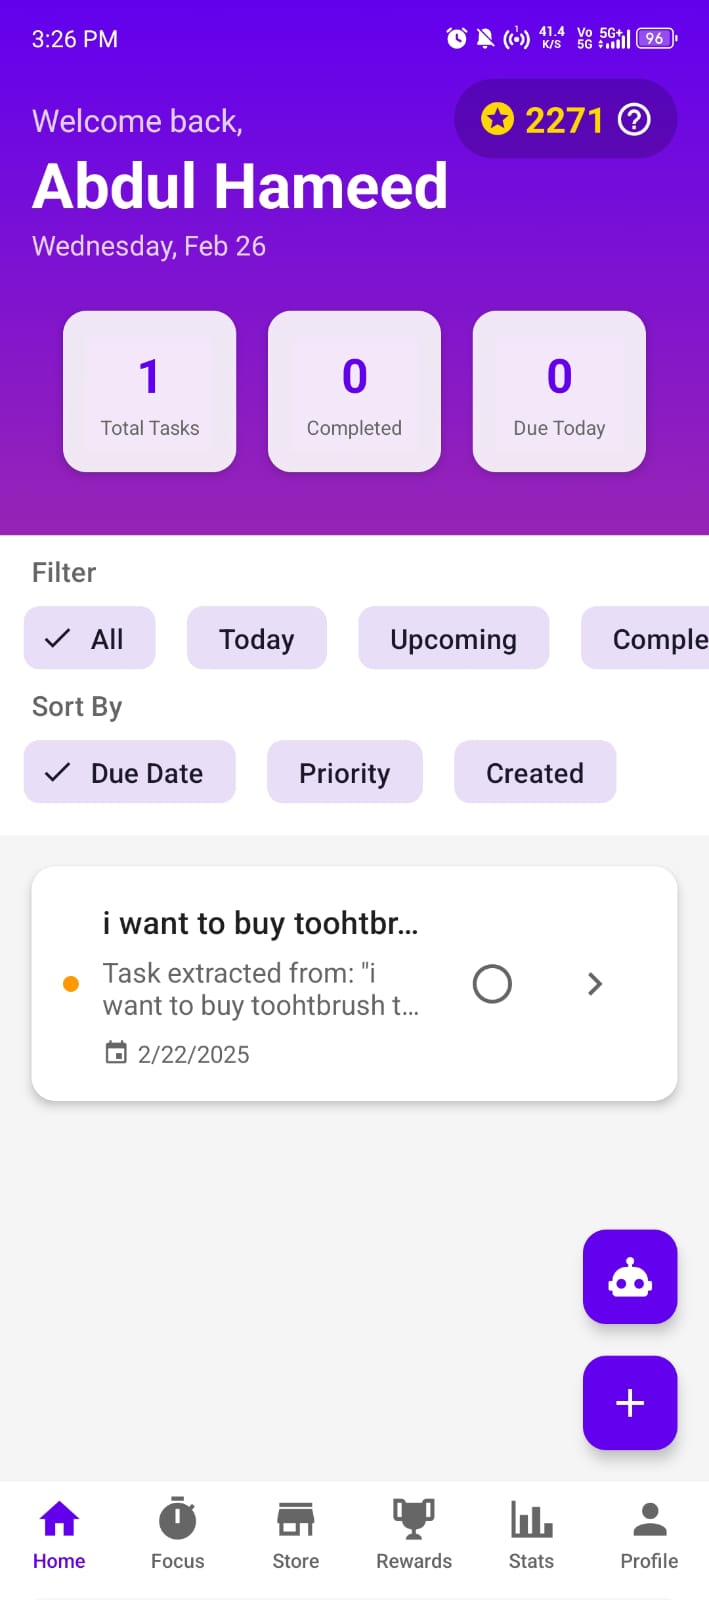 3:26 PM
1
41.4 K/S
Vo 5G
5G+
96
Welcome back,
2271
Abdul Hameed
Wednesday, Feb 26
1
0
0
Total Tasks
Completed
Due Today
Filter
All
Today
Upcoming
Comple
Sort By
Due Date
Priority
Created
i want to buy toohtbr...
Task extracted from: "i
want to buy toohtbrush t...
2/22/2025
Home
Focus
Store
Rewards
Stats
Profile